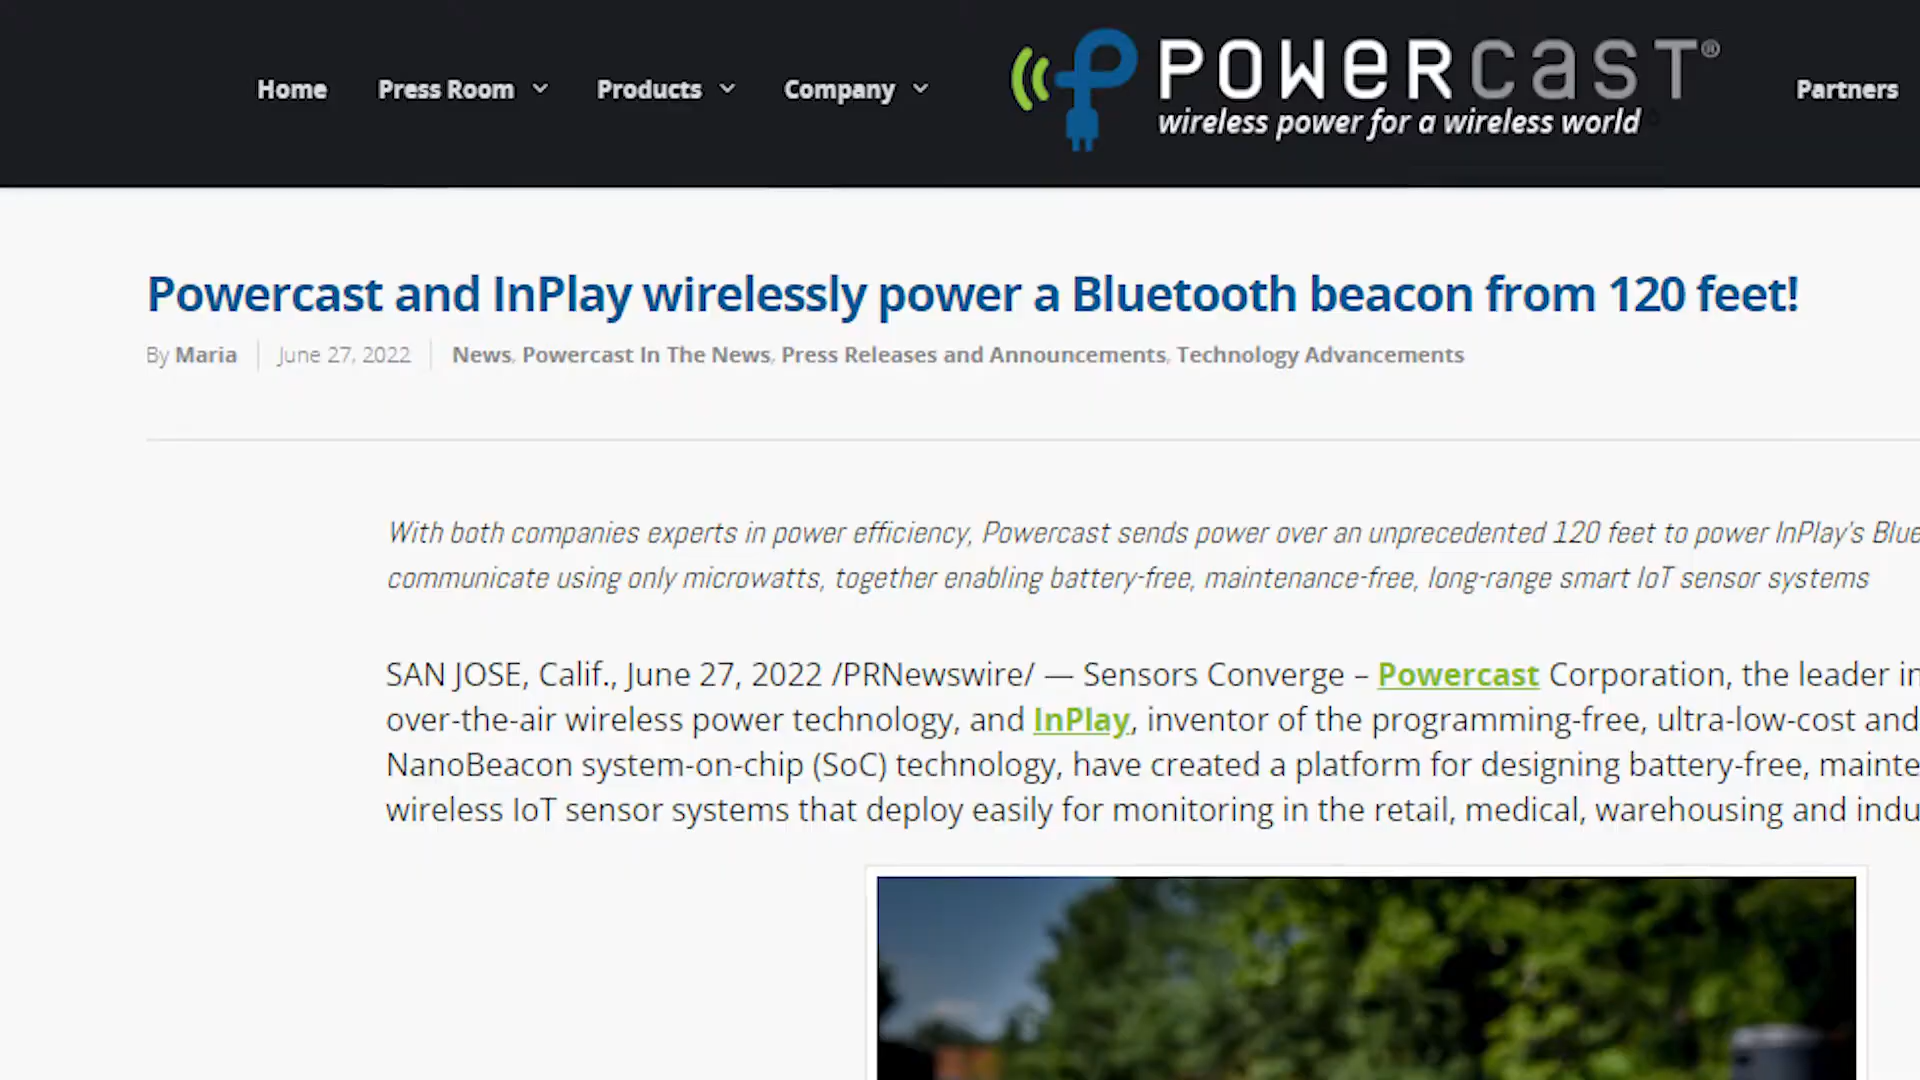 Home Press Room Products Company POWERCAST® Partners
wireless power for a wireless world
Powercast and InPlay wirelessly power a Bluetooth beacon from 120 feet!
By Maria June 27, 2022 News, Powercast In The News, Press Releases and Announcements, Technology Advancements
With both companies experts in power efficiency, Powercast sends power over an unprecedented 120 feet to power InPlay's Blue
communicate using only microwatts, together enabling battery-free, maintenance-free, long-range smart IoT sensor systems
SAN JOSE, Calif., June 27, 2022 /PRNewswire/ — Sensors Converge – Powercast Corporation, the leader in
over-the-air wireless power technology, and InPlay, inventor of the programming-free, ultra-low-cost and
NanoBeacon system-on-chip (SoC) technology, have created a platform for designing battery-free, mainte
wireless IoT sensor systems that deploy easily for monitoring in the retail, medical, warehousing and indu